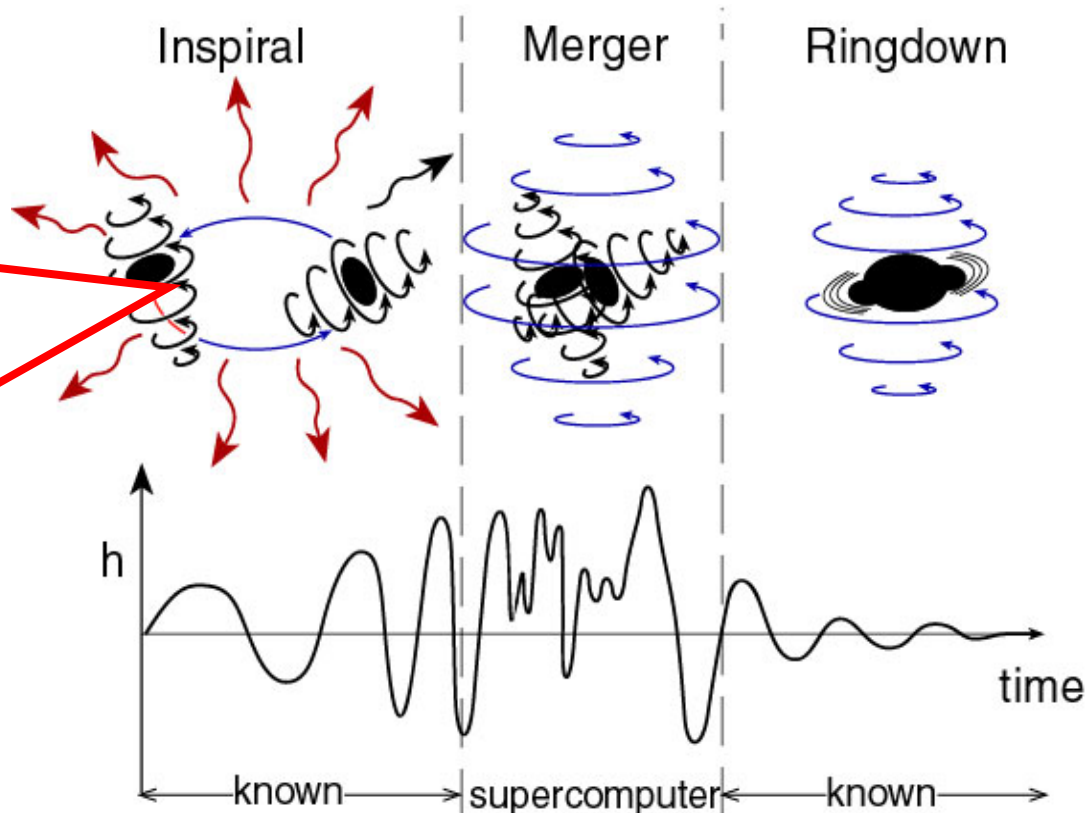 Inspiral
Merger
Ringdown
h
time
known
supercomputer
known